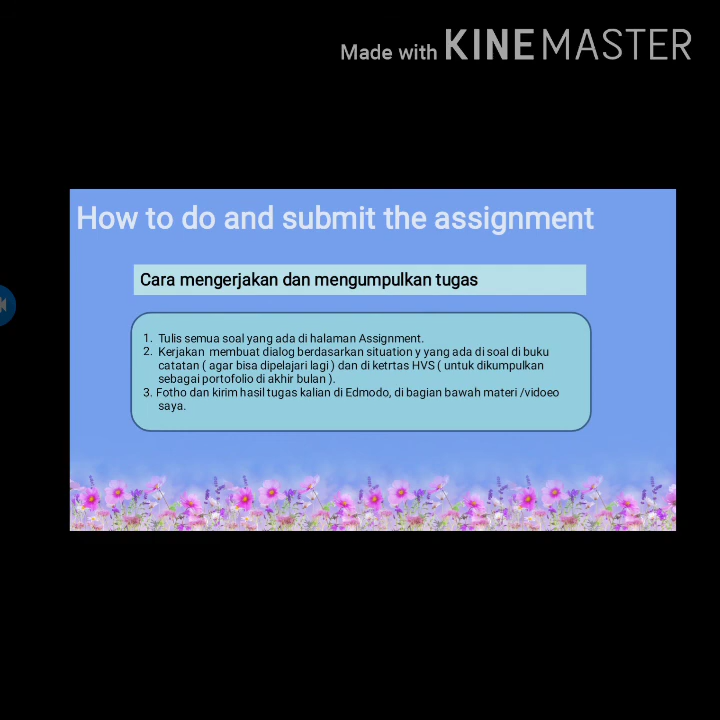 Made with KINEMASTER
How to do and submit the assignment
Cara mengerjakan dan mengumpulkan tugas
1. Tulis semua soal yang ada di halaman Assignment.
2. Kerjakan membuat dialog berdasarkan situation y yang ada di soal di buku
catatan ( agar bisa dipelajari lagi ) dan di ketrtas HVS ( untuk dikumpulkan
sebagai portofolio di akhir bulan ).
3. Fotho dan kirim hasil tugas kalian di Edmodo, di bagian bawah materi /vidoeo
saya.